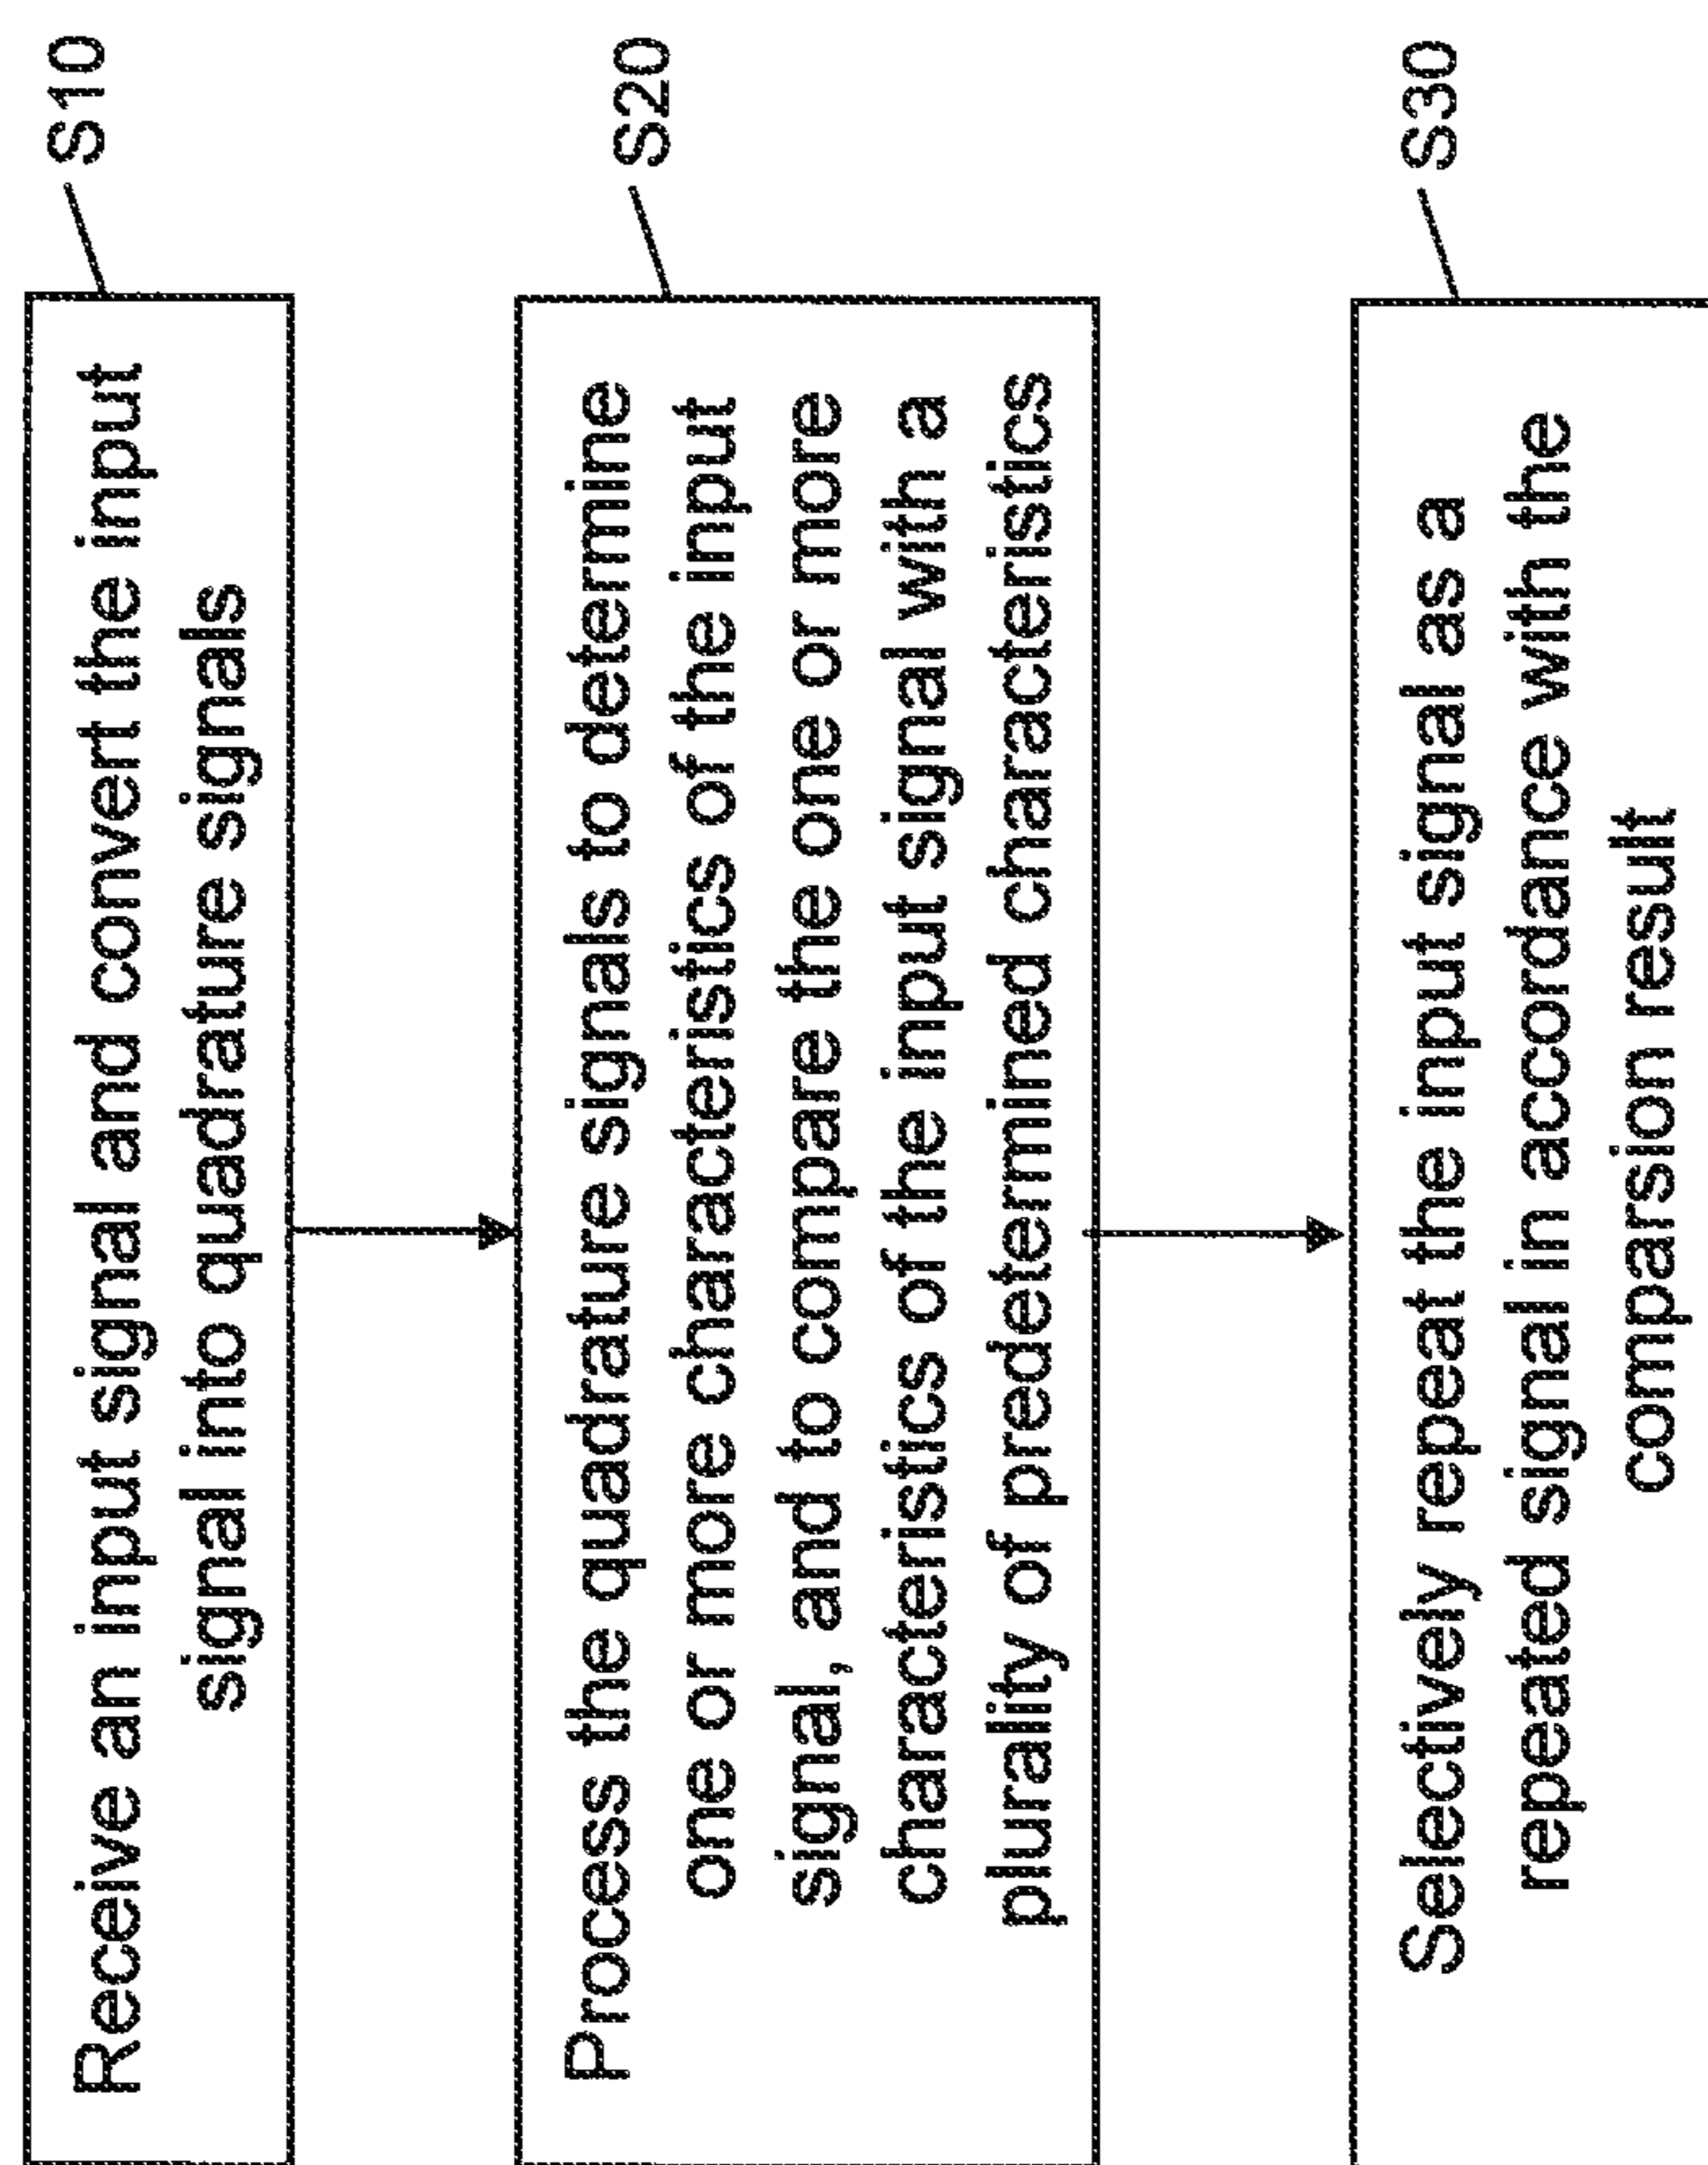 Receive an input signal and convert the input
signal into quadrature signals
S10
Process the quadrature signals to determine
one or more characteristics of the input
signal, and to compare the one or more
characteristics of the input signal with a
plurality of predetermined characteristics
S20
Selectively repeat the input signal as a
repeated signal in accordance with the
comparsion result
S30